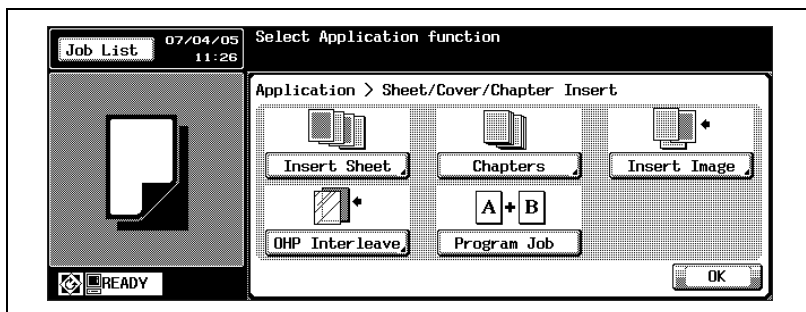 Job List
07/04/05
11:26
Select Application function
Application > Sheet/Cover/Chapter Insert
Insert Sheet
Chapters
Insert Image
OHP Interleave
A + B
Program Job
READY
OK